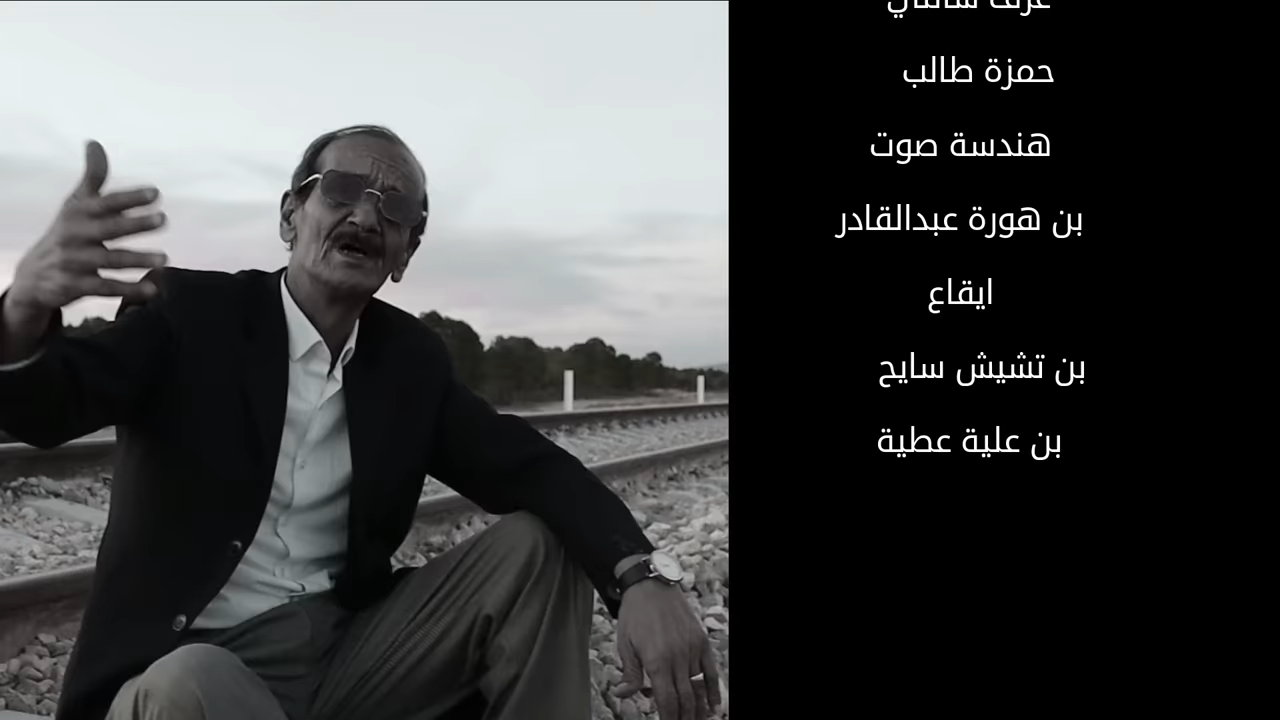 حمزة طالب
هندسة صوت
بن هورة عبدالقادر
ايقاع
بن تشيش سايح
بن علية عطية